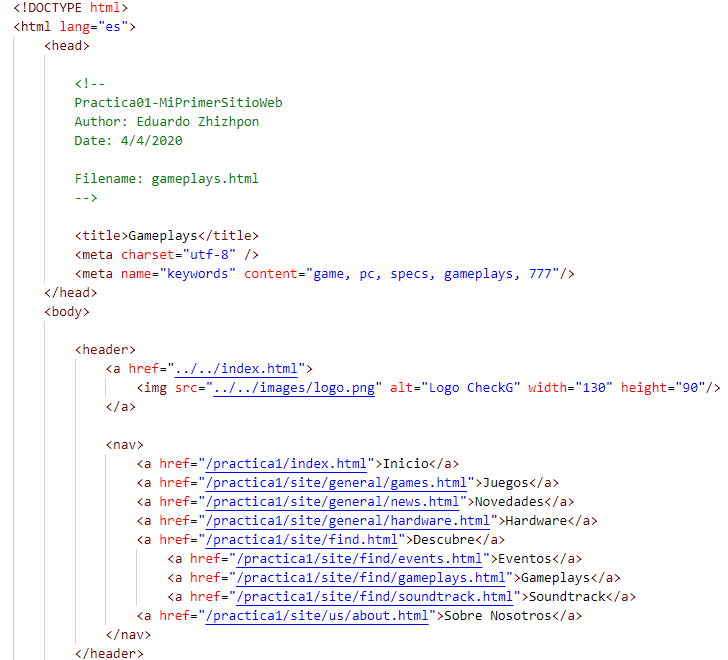 <!DOCTYPE html>
<html lang="es">
<head>
<!--
Practica01-MiPrimerSitioWeb
Author: Eduardo Zhizhpon
Date: 4/4/2020
Filename: gameplays.html
-->
<title>Gameplays</title>
<meta charset="utf-8" />
<meta name="keywords" content="game, pc, specs, gameplays, 777"/>
</head>
<body>
<header>
<a href="../../index.html">
<img src="../../images/logo.png" alt="Logo CheckG" width="130" height="90"/>
</a>
<nav>
<a href="/practica1/index.html">Inicio</a>
<a href="/practica1/site/general/games.html">Juegos</a>
<a href="/practica1/site/general/news.html">Novedades</a>
<a href="/practica1/site/general/hardware.html">Hardware</a>
<a href="/practica1/site/find.html">Descubre</a>
<a href="/practica1/site/find/events.html">Eventos</a>
<a href="/practica1/site/find/gameplays.html">Gameplays</a>
<a href="/practica1/site/find/soundtrack.html">Soundtrack</a>
<a href="/practica1/site/us/about.html">Sobre Nosotros</a>
</nav>
</header>